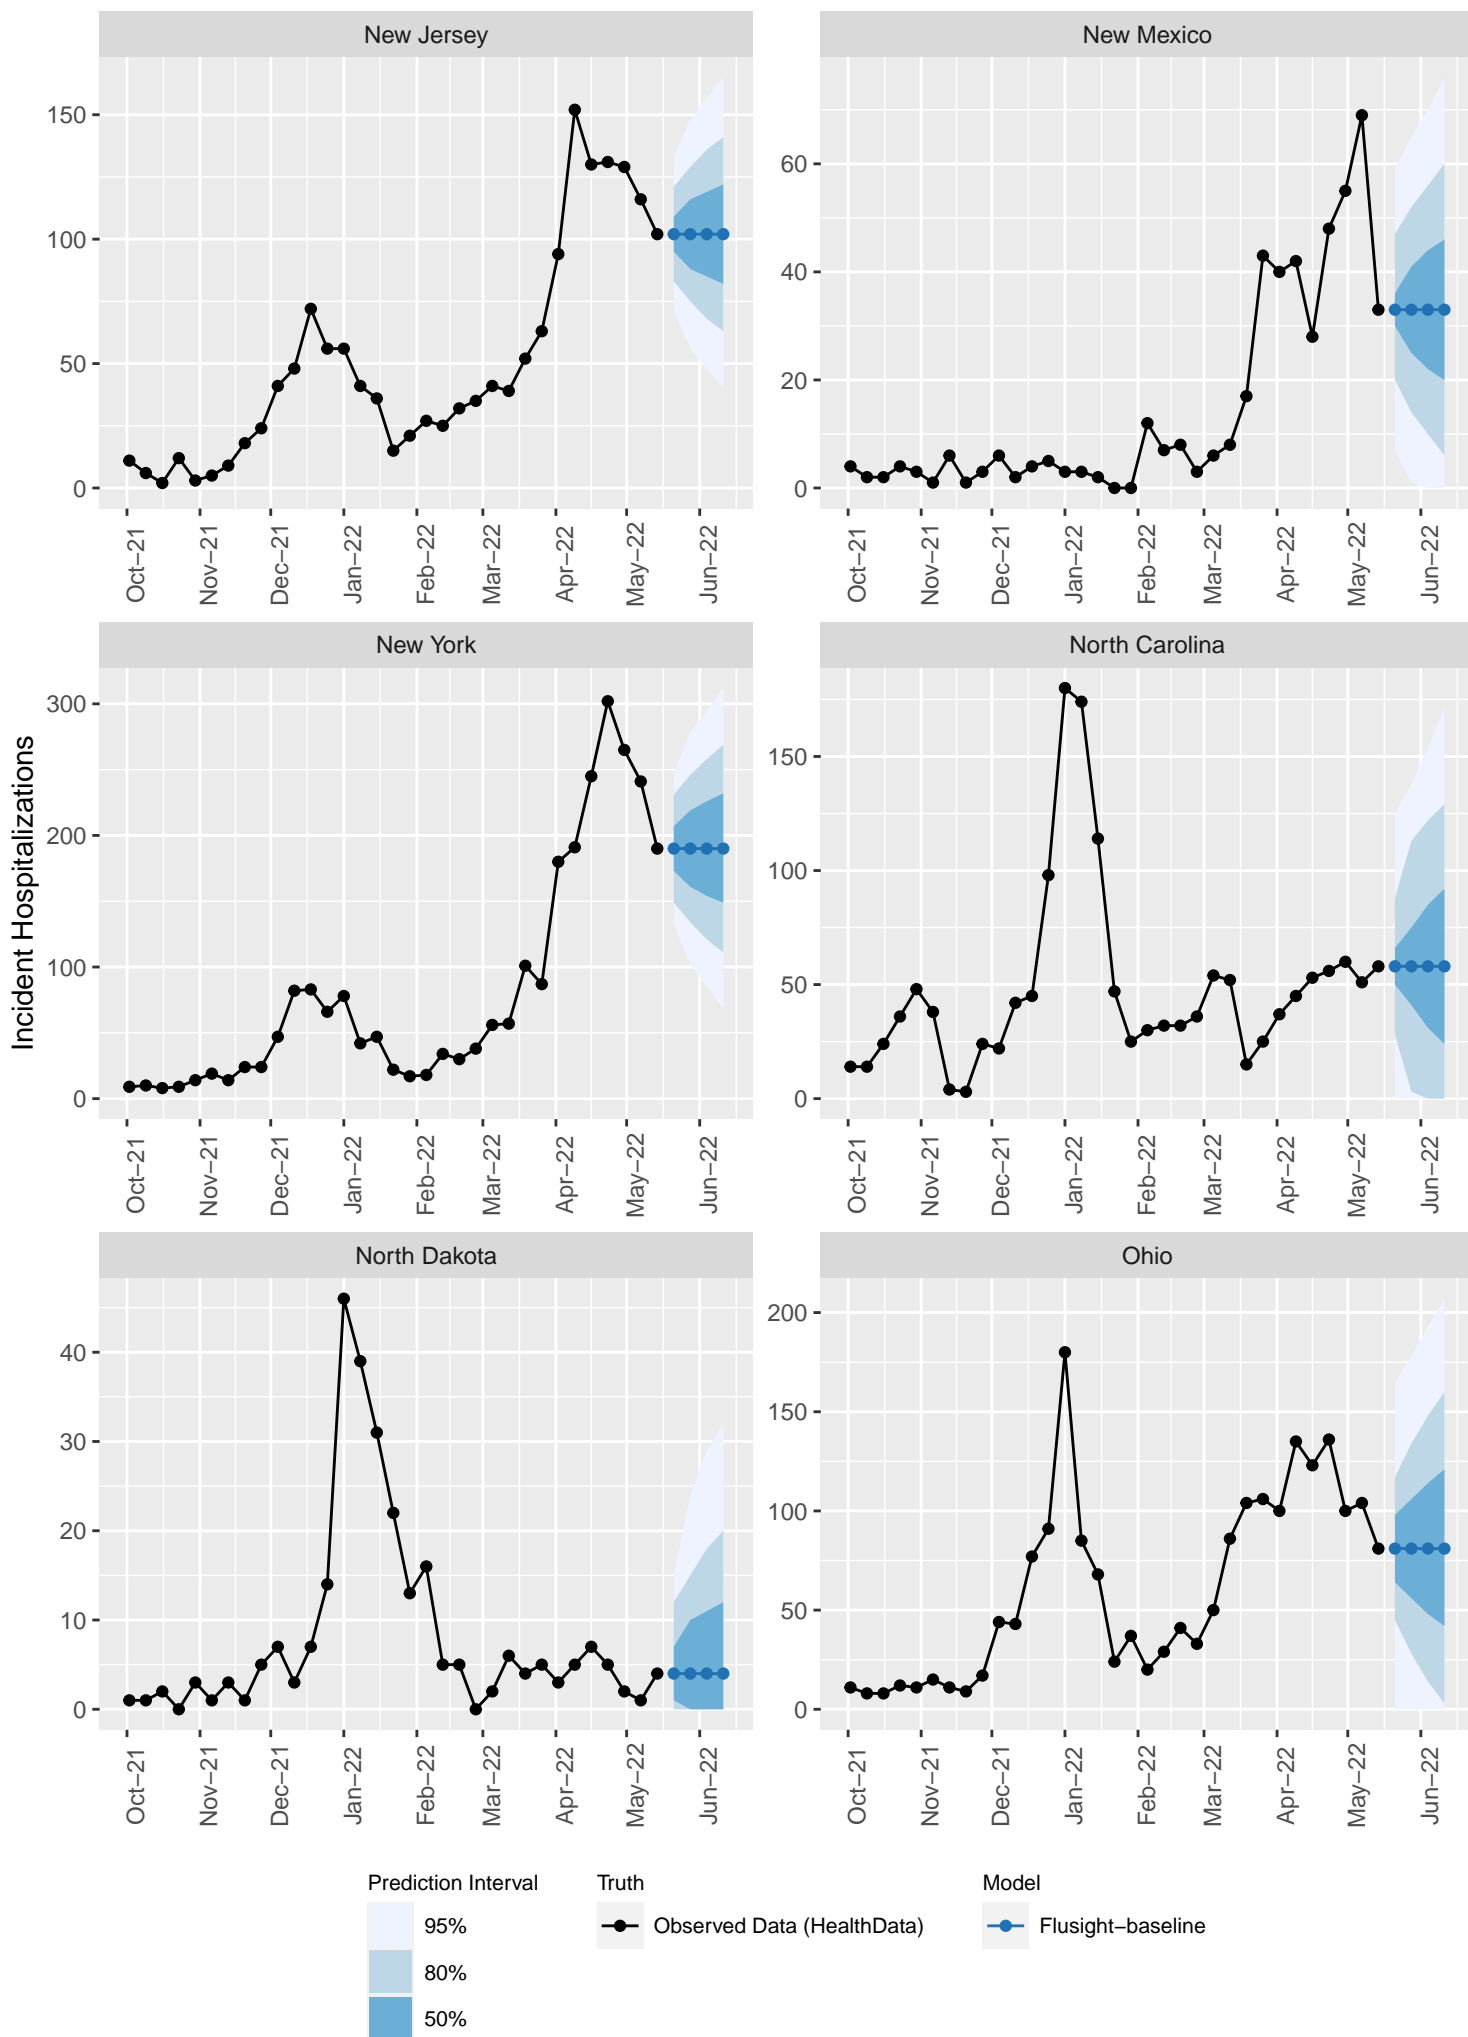 New Jersey
New Mexico
150
100
50
0
60
40
20
0
Oct−21 Nov−21 Dec−21 Jan−22 Feb−22 Mar−22 Apr−22 May−22 Jun−22
Oct−21 Nov−21 Dec−21 Jan−22 Feb−22 Mar−22 Apr−22 May−22 Jun−22
Incident Hospitalizations
New York
North Carolina
300
200
100
0
150
100
50
0
Oct−21 Nov−21 Dec−21 Jan−22 Feb−22 Mar−22 Apr−22 May−22 Jun−22
Oct−21 Nov−21 Dec−21 Jan−22 Feb−22 Mar−22 Apr−22 May−22 Jun−22
North Dakota
Ohio
40
30
20
10
0
200
150
100
50
0
Oct−21 Nov−21 Dec−21 Jan−22 Feb−22 Mar−22 Apr−22 May−22 Jun−22
Oct−21 Nov−21 Dec−21 Jan−22 Feb−22 Mar−22 Apr−22 May−22 Jun−22
Prediction Interval
95%
80%
50%
Truth
Observed Data (HealthData)
Model
Flusight−baseline